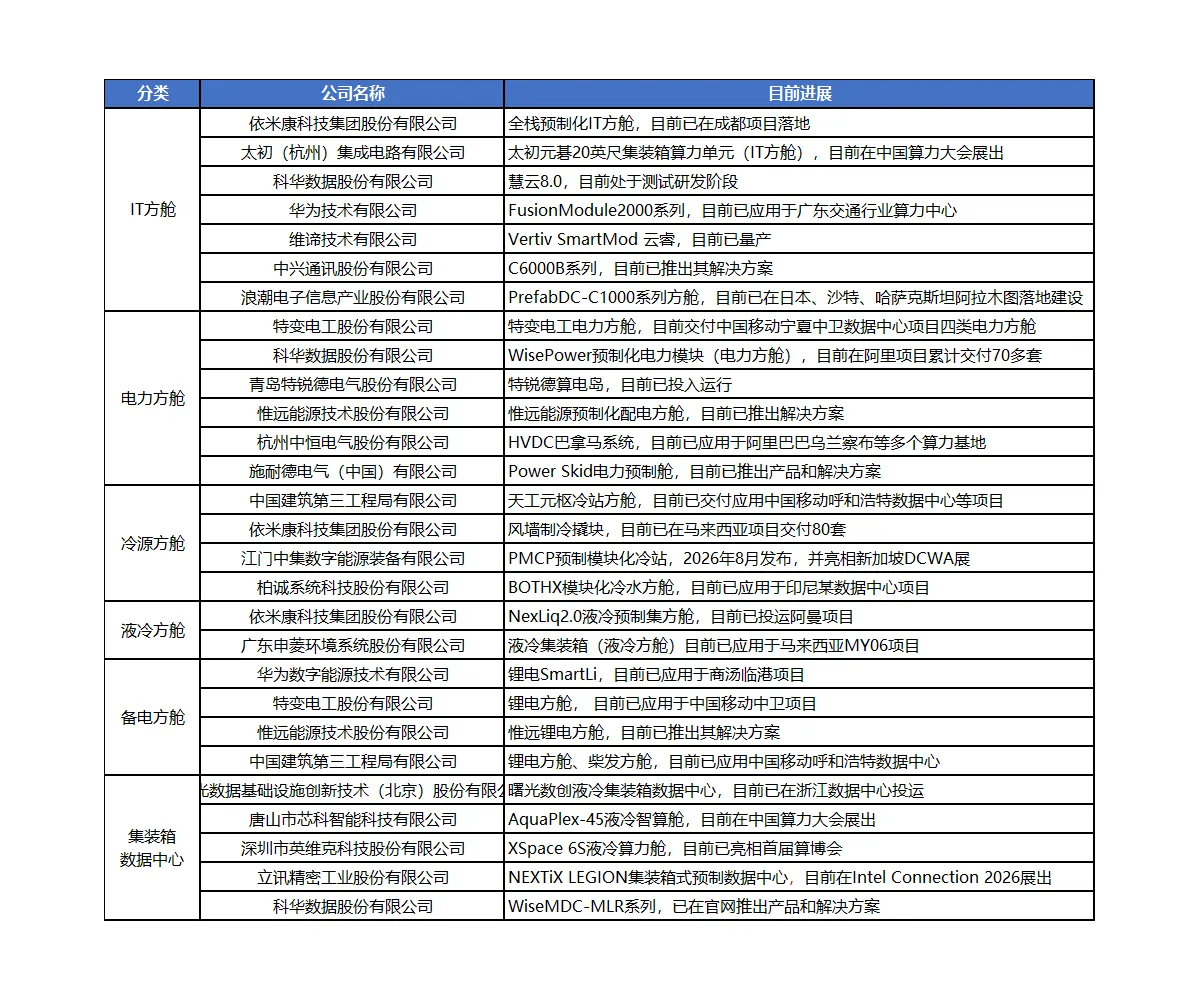 分类 公司名称 目前进展
IT方舱
依米康科技集团股份有限公司 全栈预制化IT方舱，目前已在成都项目落地
太初（杭州）集成电路有限公司 太初元碁20英尺集装箱算力单元（IT方舱），目前在中国算力大会展出
科华数据股份有限公司 慧云8.0，目前处于测试研发阶段
华为技术有限公司 FusionModule2000系列，目前已应用于广东交通行业算力中心
维谛技术有限公司 Vertiv SmartMod 云睿，目前已量产
中兴通讯股份有限公司 C6000B系列，目前已推出其解决方案
浪潮电子信息产业股份有限公司 PrefabDC-C1000系列方舱，目前已在日本、沙特、哈萨克斯坦阿拉木图落地建设
电力方舱
特变电工股份有限公司 特变电工电力方舱，目前交付中国移动宁夏中卫数据中心项目四类电力方舱
科华数据股份有限公司 WisePower预制化电力模块（电力方舱），目前在阿里项目累计交付70多套
青岛特锐德电气股份有限公司 特锐德算电岛，目前已投入运行
惟远能源技术股份有限公司 惟远能源预制化配电方舱，目前已推出解决方案
杭州中恒电气股份有限公司 HVDC巴拿马系统，目前已应用于阿里巴巴乌兰察布等多个算力基地
施耐德电气（中国）有限公司 Power Skid电力预制舱，目前已推出产品和解决方案
冷源方舱
中国建筑第三工程局有限公司 天工元枢冷站方舱，目前已交付应用中国移动呼和浩特数据中心等项目
依米康科技集团股份有限公司 风墙制冷撬块，目前已在马来西亚项目交付80套
江门中集数字能源装备有限公司 PMCP预制模块化冷站，2026年8月发布，并亮相新加坡DCWA展
柏诚系统科技股份有限公司 BOTHX模块化冷水方舱，目前已应用于印尼某数据中心项目
液冷方舱
依米康科技集团股份有限公司 NexLiq2.0液冷预制集方舱，目前已投运阿曼项目
广东申菱环境系统股份有限公司 液冷集装箱（液冷方舱）目前已应用于马来西亚MY06项目
备电方舱
华为数字能源技术有限公司 锂电SmartLi，目前已应用于商汤临港项目
特变电工股份有限公司 锂电方舱， 目前已应用于中国移动中卫项目
惟远能源技术股份有限公司 惟远锂电方舱，目前已推出其解决方案
中国建筑第三工程局有限公司 锂电方舱、柴发方舱，目前已应用中国移动呼和浩特数据中心
集装箱
数据中心
数据基础设施创新技术（北京）股份有限 曙光数创液冷集装箱数据中心，目前已在浙江数据中心投运
唐山市芯科智能科技有限公司 AquaPlex-45液冷智算舱，目前在中国算力大会展出
深圳市英维克科技股份有限公司 XSpace 6S液冷算力舱，目前已亮相首届算博会
立讯精密工业股份有限公司 NEXTiX LEGION集装箱式预制数据中心，目前在Intel Connection 2026展出
科华数据股份有限公司 WiseMDC-MLR系列，已在官网推出产品和解决方案